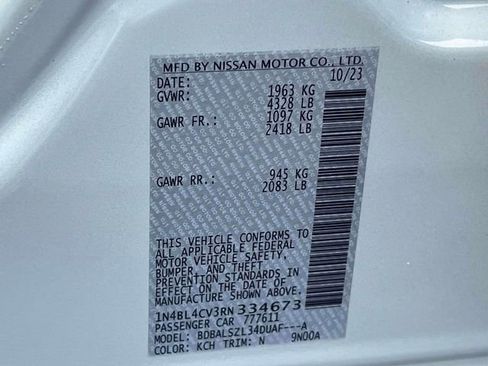 MFD BY NISSAN MOTOR CO., LTD.
DATE: 10/23
GVWR: 1963 KG
4328 LB
GAWR FR.: 1097 KG
2418 LB
GAWR RR.: 945 KG
2083 LB
THIS VEHICLE CONFORMS TO
ALL APPLICABLE FEDERAL
MOTOR VEHICLE SAFETY,
BUMPER, AND THEFT
PREVENTION STANDARDS IN
EFFECT ON THE DATE OF
MANUFACTURE SHOWN ABOVE.
1N4BL4CV3RN334673
PASSENGER CAR 777611
MODEL: BDBALSZL34DUAF---A
COLOR: KCH TRIM: N 9N00A